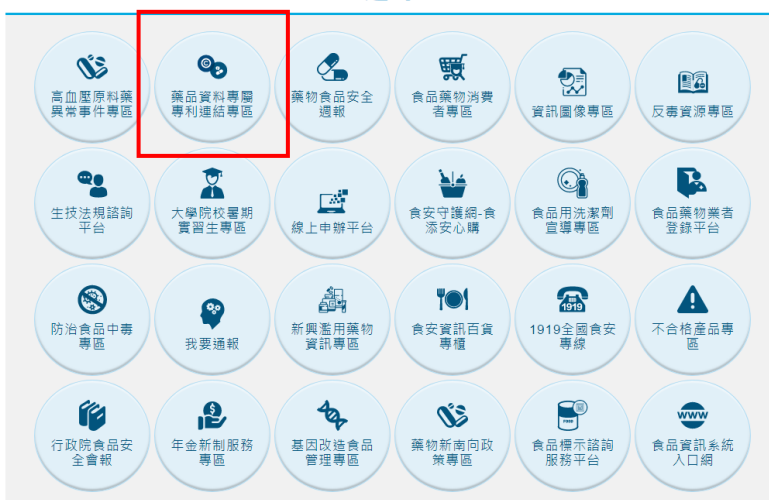 高血壓原料藥
異常事件專區
藥品資料專屬
專利連結專區
藥物食品安全
週報
食品藥物消費
者專區
資訊圖像專區
反毒資源專區
生技法規諮詢
平台
大學院校暑期
實習生專區
線上申辦平台
食安守護網-食
添安心購
食品用洗潔劑
宣導專區
食品藥物業者
登錄平台
防治食品中毒
專區
我要通報
新興濫用藥物
資訊專區
食安資訊百貨
專櫃
1919
1919全國食安
專線
不合格產品專
區
行政院食品安
全會報
年金新制服務
專區
基因改造食品
管理專區
藥物新南向政
策專區
食品標示諮詢
服務平台
WWW
食品資訊系統
入口網